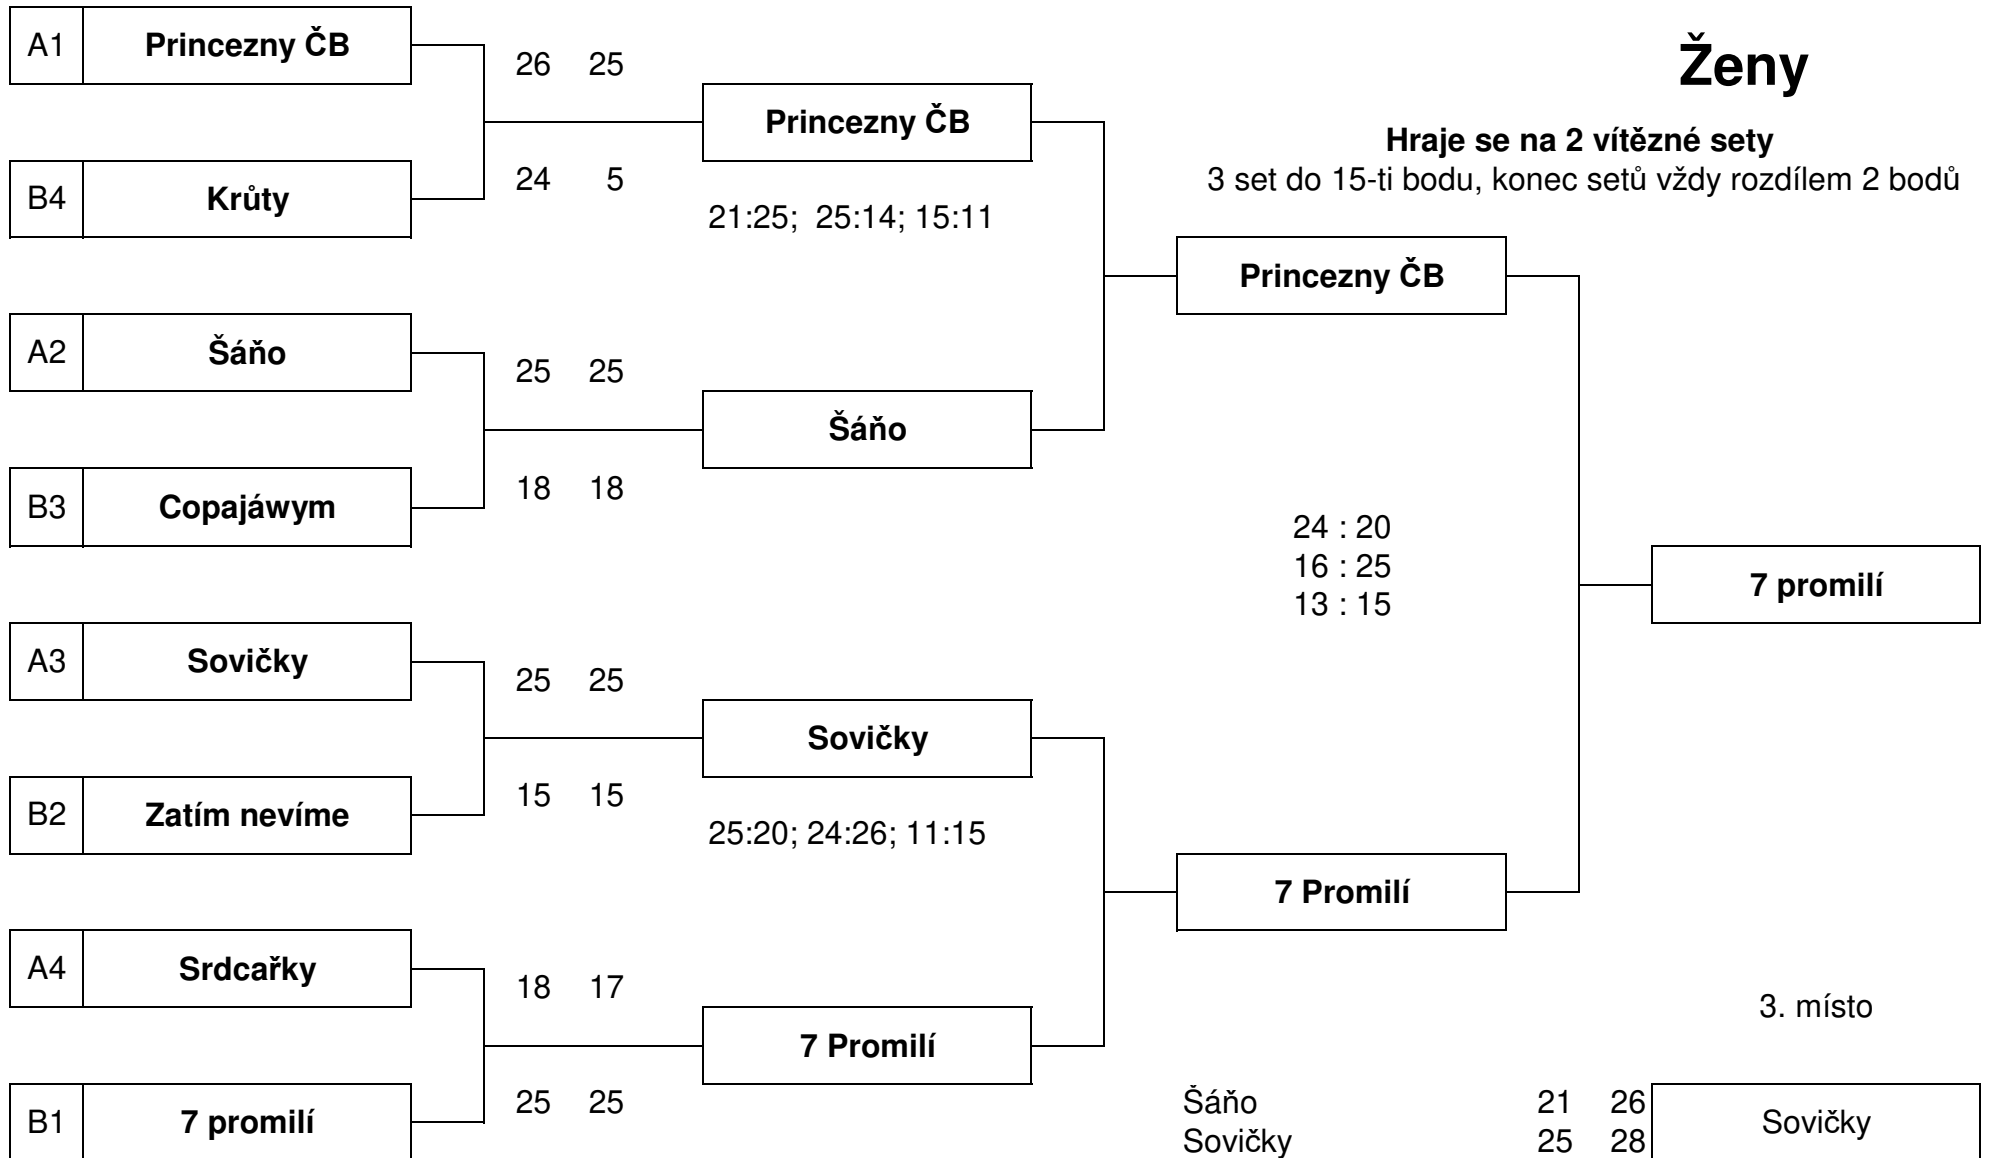 Ženy
Hraje se na 2 vítězné sety
3 set do 15-ti bodu, konec setů vždy rozdílem 2 bodů
A1 Princezny ČB
26 25
Princezny ČB
B4 Krůty
24 5
21:25; 25:14; 15:11
Princezny ČB
A2 Šáňo
25 25
Šáňo
B3 Copajáwym
18 18
24 : 20
16 : 25
13 : 15
7 promilí
A3 Sovičky
25 25
Sovičky
B2 Zatím nevíme
15 15
25:20; 24:26; 11:15
7 Promilí
A4 Srdcařky
18 17
7 Promilí
3. místo
B1 7 promilí
25 25
Šáňo 21 26
Sovičky 25 28
Sovičky